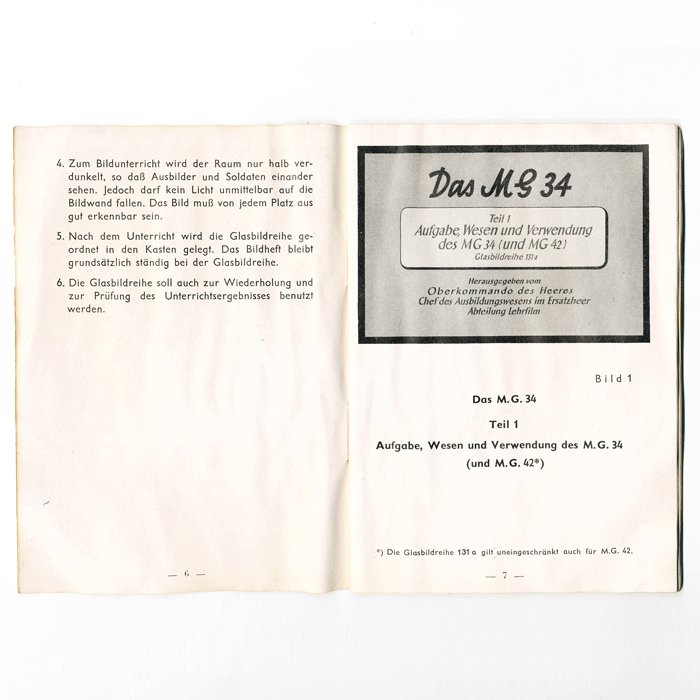 4. Zum Bildunterricht wird der Raum nur halb ver-
dunkelt, so daß Ausbilder und Soldaten einander
sehen. Jedoch darf kein Licht unmittelbar auf die
Bildwand fallen. Das Bild muß von jedem Platz aus
gut erkennbar sein.
5. Nach dem Unterricht wird die Glasbildreihe ge-
ordnet in den Kasten gelegt. Das Bildheft bleibt
grundsätzlich ständig bei der Glasbildreihe.
6. Die Glasbildreihe soll auch zur Wiederholung und
zur Prüfung des Unterrichtsergebnisses benutzt
werden.
— 6 —
Das MG 34
Teil 1
Aufgabe, Wesen und Verwendung
des MG 34 (und MG 42)
Glasbildreihe 131a
Herausgegeben vom
Oberkommando des Heeres
Chef des Ausbildungswesens im Ersatzheer
Abteilung Lehrfilm
Bild 1
Das M.G. 34
Teil 1
Aufgabe, Wesen und Verwendung des M.G. 34
(und M.G. 42*)
*) Die Glasbildreihe 131 a gilt uneingeschränkt auch für M.G. 42.
— 7 —